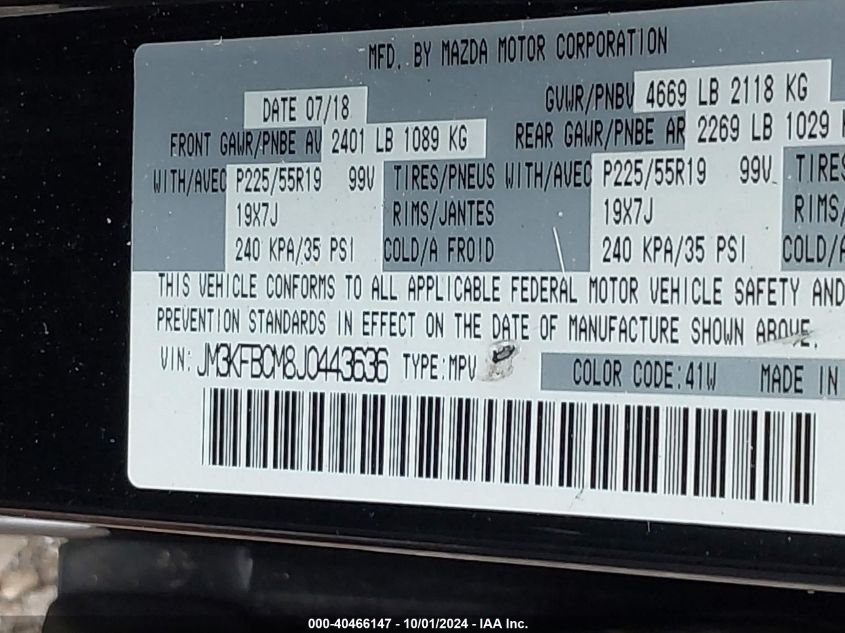 MFD. BY MAZDA MOTOR CORPORATION
DATE 07/18 GVWR/PNBV 4669 LB 2118 KG
FRONT GAWR/PNBE AV 2401 LB 1089 KG REAR GAWR/PNBE AR 2269 LB 1029
WITH/AVEC P225/55R19 99V TIRES/PNEUS WITH/AVEC P225/55R19 99V TIRES
19X7J RIMS/JANTES 19X7J RIMS/
240 KPA/35 PSI COLD/A FROID 240 KPA/35 PSI COLD/A
THIS VEHICLE CONFORMS TO ALL APPLICABLE FEDERAL MOTOR VEHICLE SAFETY AND
PREVENTION STANDARDS IN EFFECT ON THE DATE OF MANUFACTURE SHOWN ABOVE.
VIN: JM3KFBCM8J0443636 TYPE:MPV COLOR CODE:41W MADE IN
000-40466147 - 10/01/2024 - IAA Inc.